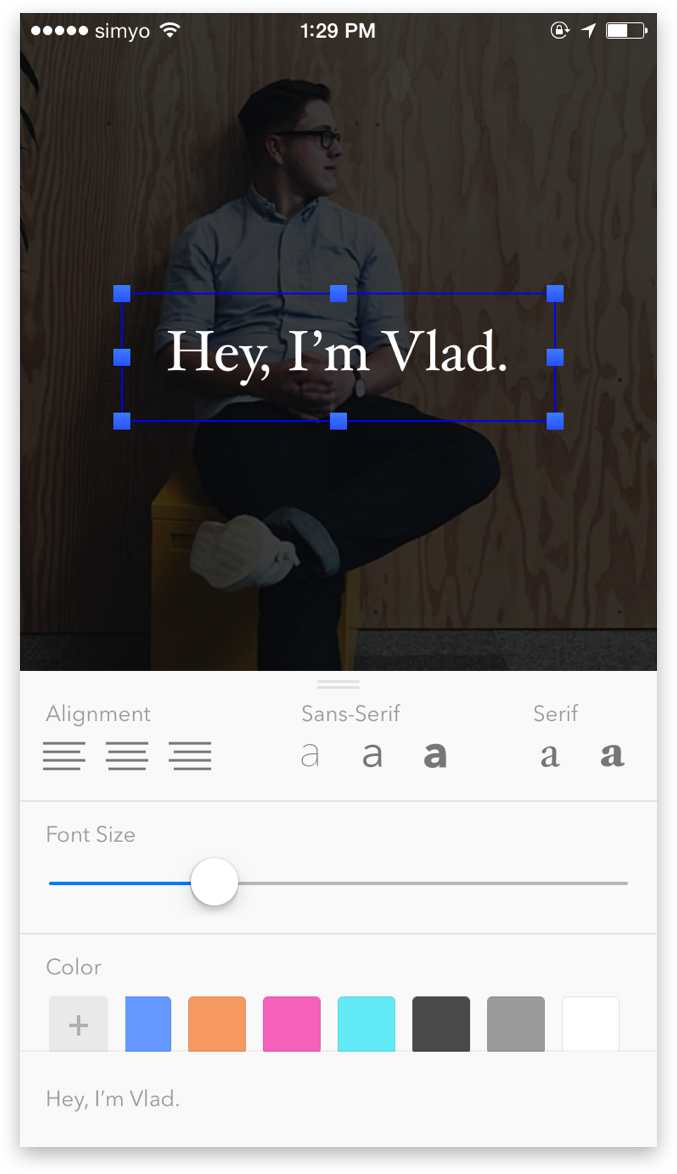 simyo 1:29 PM
Hey, I’m Vlad.
Alignment Sans-Serif Serif
a a a a a
Font Size
Color
+
Hey, I’m Vlad.